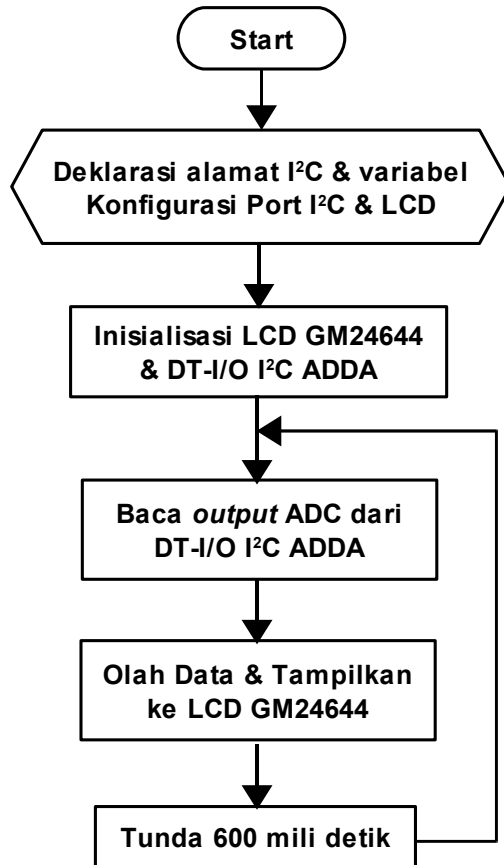 Start
Deklarasi alamat I²C & variabel
Konfigurasi Port I²C & LCD
Inisialisasi LCD GM24644
& DT-I/O I²C ADDA
Baca output ADC dari
DT-I/O I²C ADDA
Olah Data & Tampilkan
ke LCD GM24644
Tunda 600 mili detik